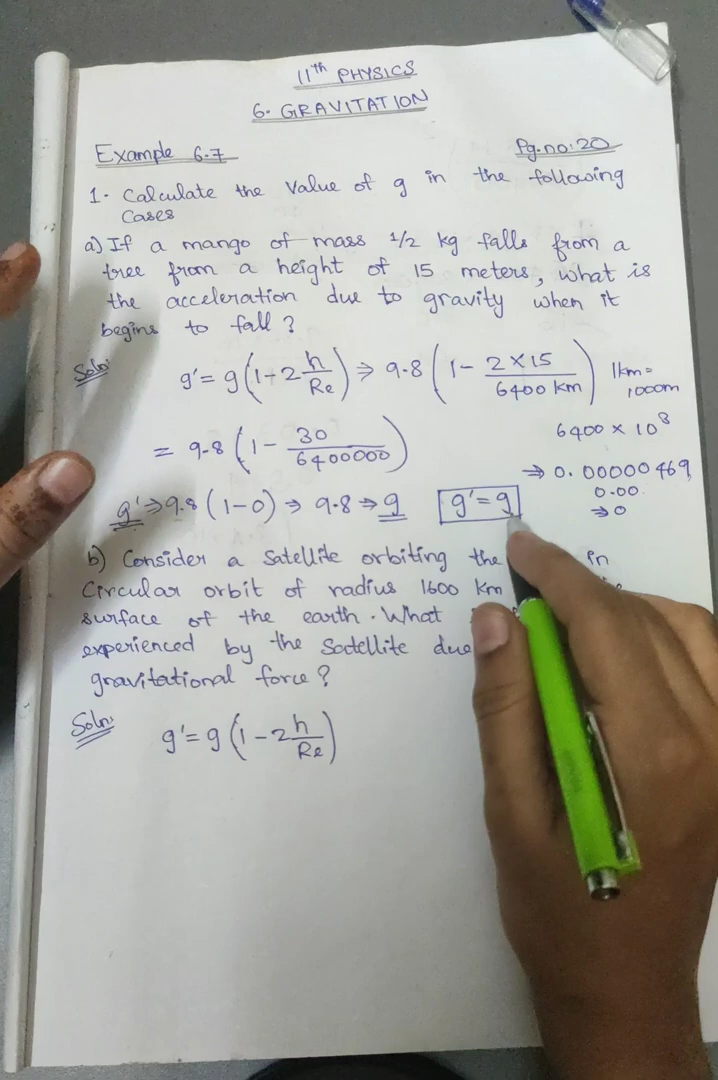 11th PHYSICS
6. GRAVITATION
Example 6.7 Pg.no:20
1. Calculate the value of g in the following
Cases
a) If a mango of mass 1/2 kg falls from a
tree from a height of 15 meters, what is
the acceleration due to gravity when it
begins to fall?
Soln: g' = g (1 - 2 h/Re) ⇒ 9.8 (1 - 2×15/6400 km) 1km = 1000m
= 9.8 (1 - 30/6400000) 6400 × 10³
⇒ 0.00000469
g' ⇒ 9.8 (1-0) ⇒ 9.8 ⇒ g g' = g 0.00
⇒ 0
b) Consider a Satellite orbiting the in
Circular orbit of radius 1600 km
surface of the earth. What
experienced by the Satellite due
gravitational force?
Soln: g' = g (1 - 2 h/Re)